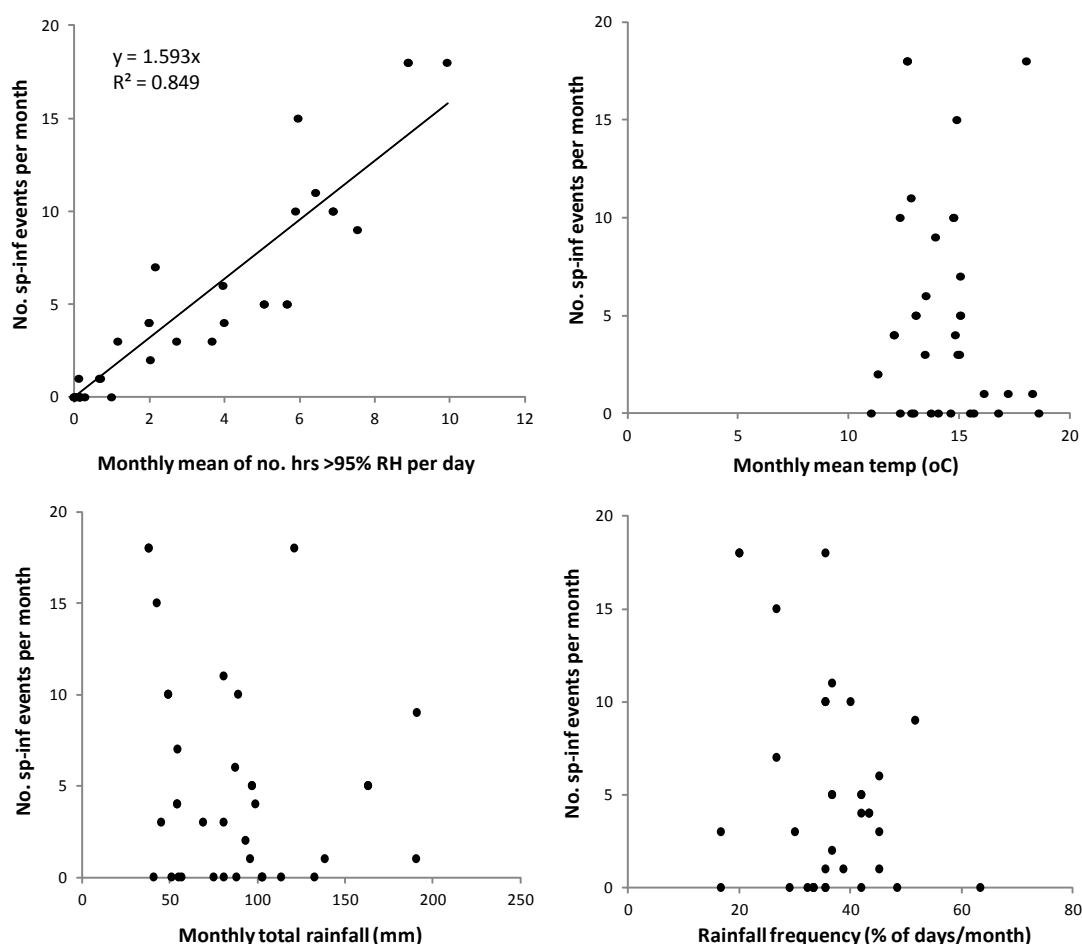 y = 1.593x
R² = 0.849
No. sp-inf events per month
20
15
10
5
0
0 2 4 6 8 10 12
Monthly mean of no. hrs >95% RH per day
No. sp-inf events per month
20
15
10
5
0
0 5 10 15 20
Monthly mean temp (oC)
No. sp-inf events per month
20
15
10
5
0
0 50 100 150 200 250
Monthly total rainfall (mm)
No. sp-inf events per month
20
15
10
5
0
0 20 40 60 80
Rainfall frequency (% of days/month)